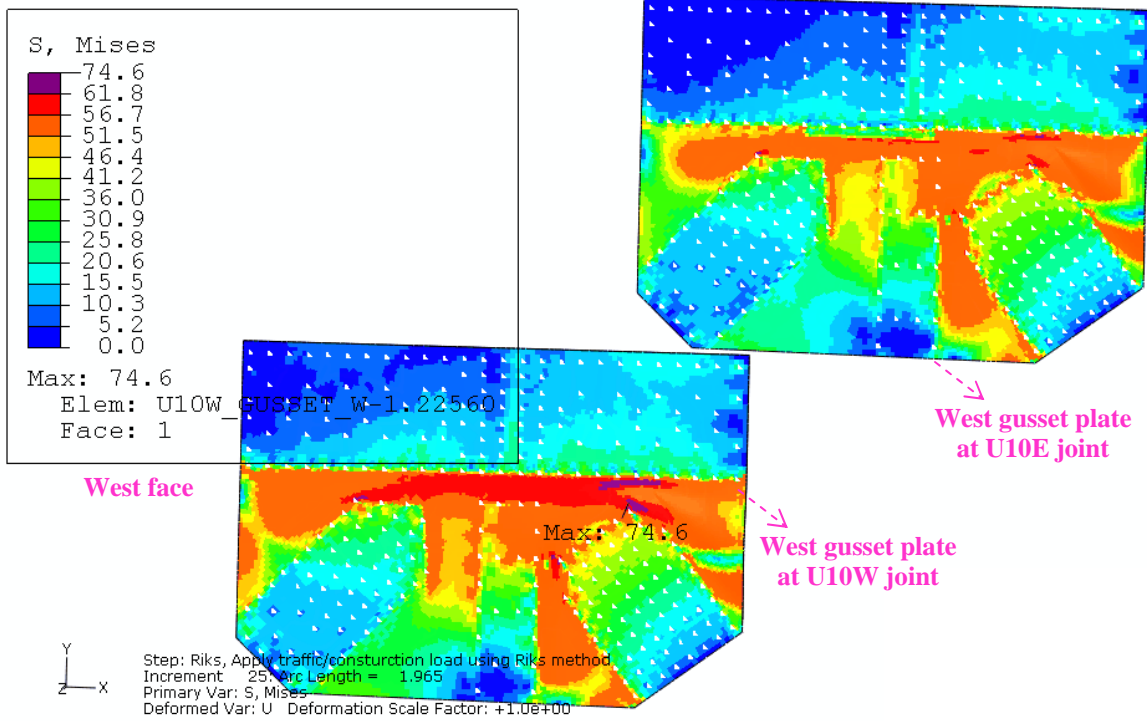 S, Mises
74.6
61.8
56.7
51.5
46.4
41.2
36.0
30.9
25.8
20.6
15.5
10.3
5.2
0.0
Max: 74.6
Elem: U10W_GUSSET_W-1.22560
Face: 1
West face
West gusset plate
at U10E joint
Max: 74.6
West gusset plate
at U10W joint
Y
Z X
Step: Riks, Apply traffic/consturction load using Riks method
Increment 25: Arc Length = 1.965
Primary Var: S, Mises
Deformed Var: U Deformation Scale Factor: +1.0e+00